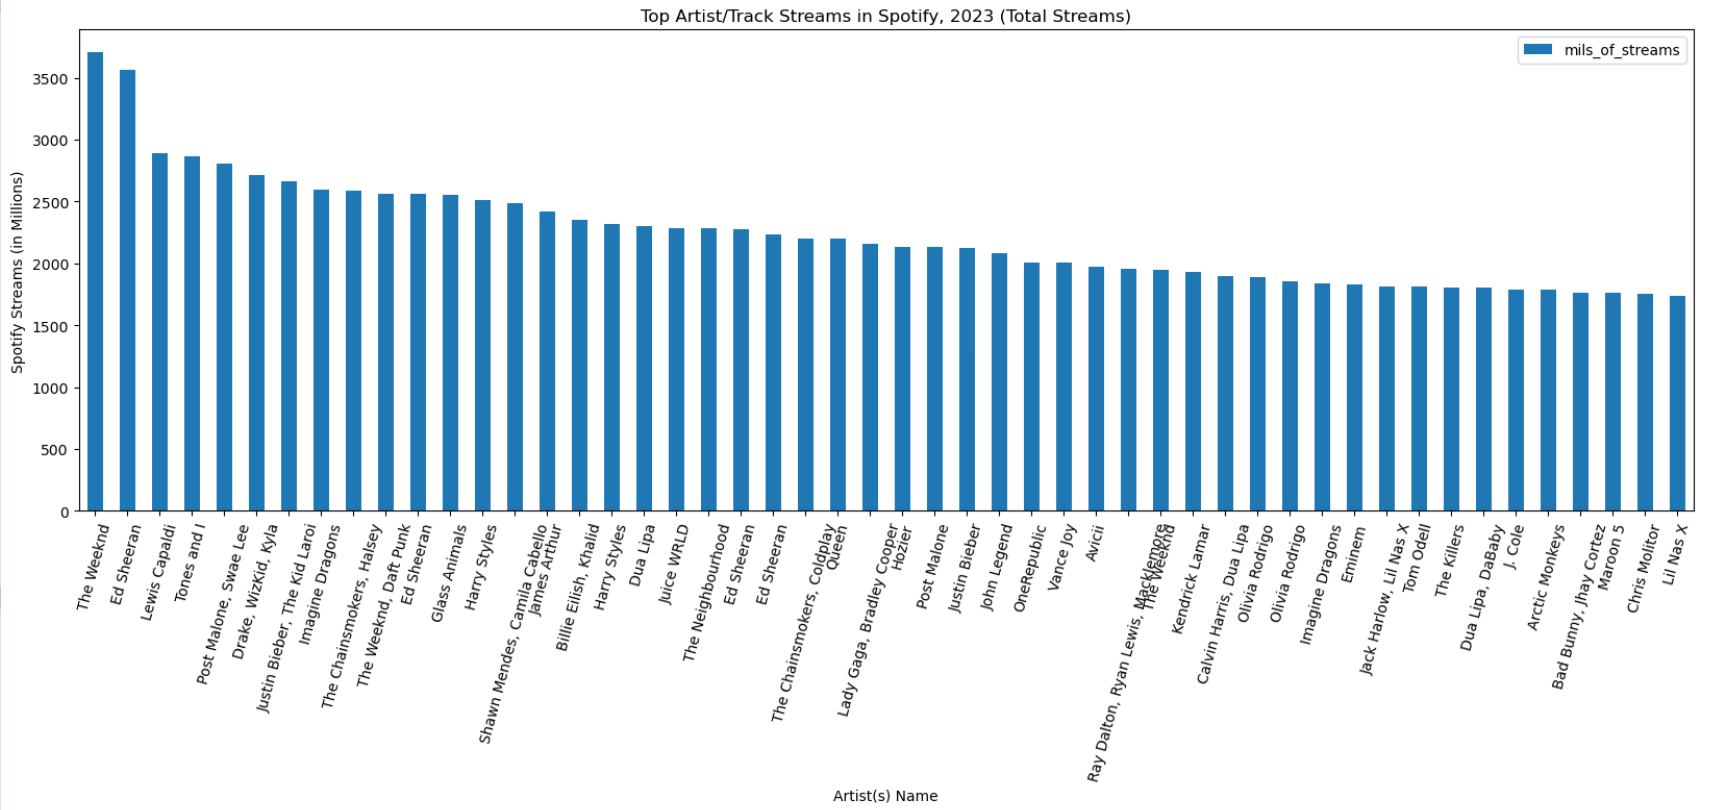 Top Artist/Track Streams in Spotify, 2023 (Total Streams)
mils_of_streams
Spotify Streams (in Millions)
3500
3000
2500
2000
1500
1000
500
0
The Weeknd
Ed Sheeran
Lewis Capaldi
Tones and I
Post Malone, Swae Lee
Drake, WizKid, Kyla
Justin Bieber, The Kid Laroi
Imagine Dragons
The Chainsmokers, Halsey
The Weeknd, Daft Punk
Ed Sheeran
Glass Animals
Harry Styles
Shawn Mendes, Camila Cabello
James Arthur
Billie Eilish, Khalid
Harry Styles
Dua Lipa
Juice WRLD
The Neighbourhood
Ed Sheeran
Ed Sheeran
The Chainsmokers, Coldplay
Queen
Lady Gaga, Bradley Cooper
Hozier
Post Malone
Justin Bieber
John Legend
OneRepublic
Vance Joy
Avicii
Ray Dalton, Ryan Lewis, Macklemore
The Weeknd
Kendrick Lamar
Calvin Harris, Dua Lipa
Olivia Rodrigo
Olivia Rodrigo
Imagine Dragons
Eminem
Jack Harlow, Lil Nas X
Tom Odell
The Killers
Dua Lipa, DaBaby
J. Cole
Arctic Monkeys
Bad Bunny, Jhay Cortez
Maroon 5
Chris Molitor
Lil Nas X
Artist(s) Name